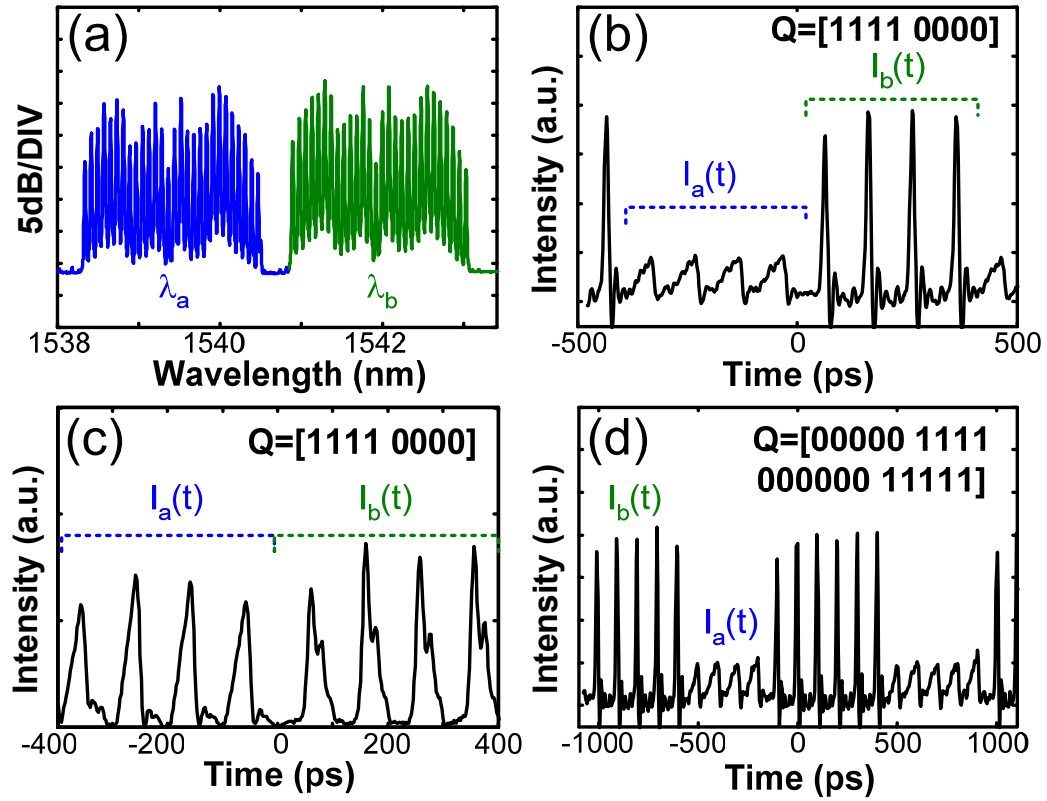 (a)
5dB/DIV
λa
λb
1538
1540
1542
Wavelength (nm)
(b)
Q=[1111 0000]
Ib(t)
Ia(t)
Intensity (a.u.)
-500
0
500
Time (ps)
(c)
Q=[1111 0000]
Ia(t)
Ib(t)
Intensity (a.u.)
-400
-200
0
200
400
Time (ps)
(d)
Q=[00000 1111
000000 11111]
Ib(t)
Ia(t)
Intensity (a.u.)
-1000
-500
0
500
1000
Time (ps)